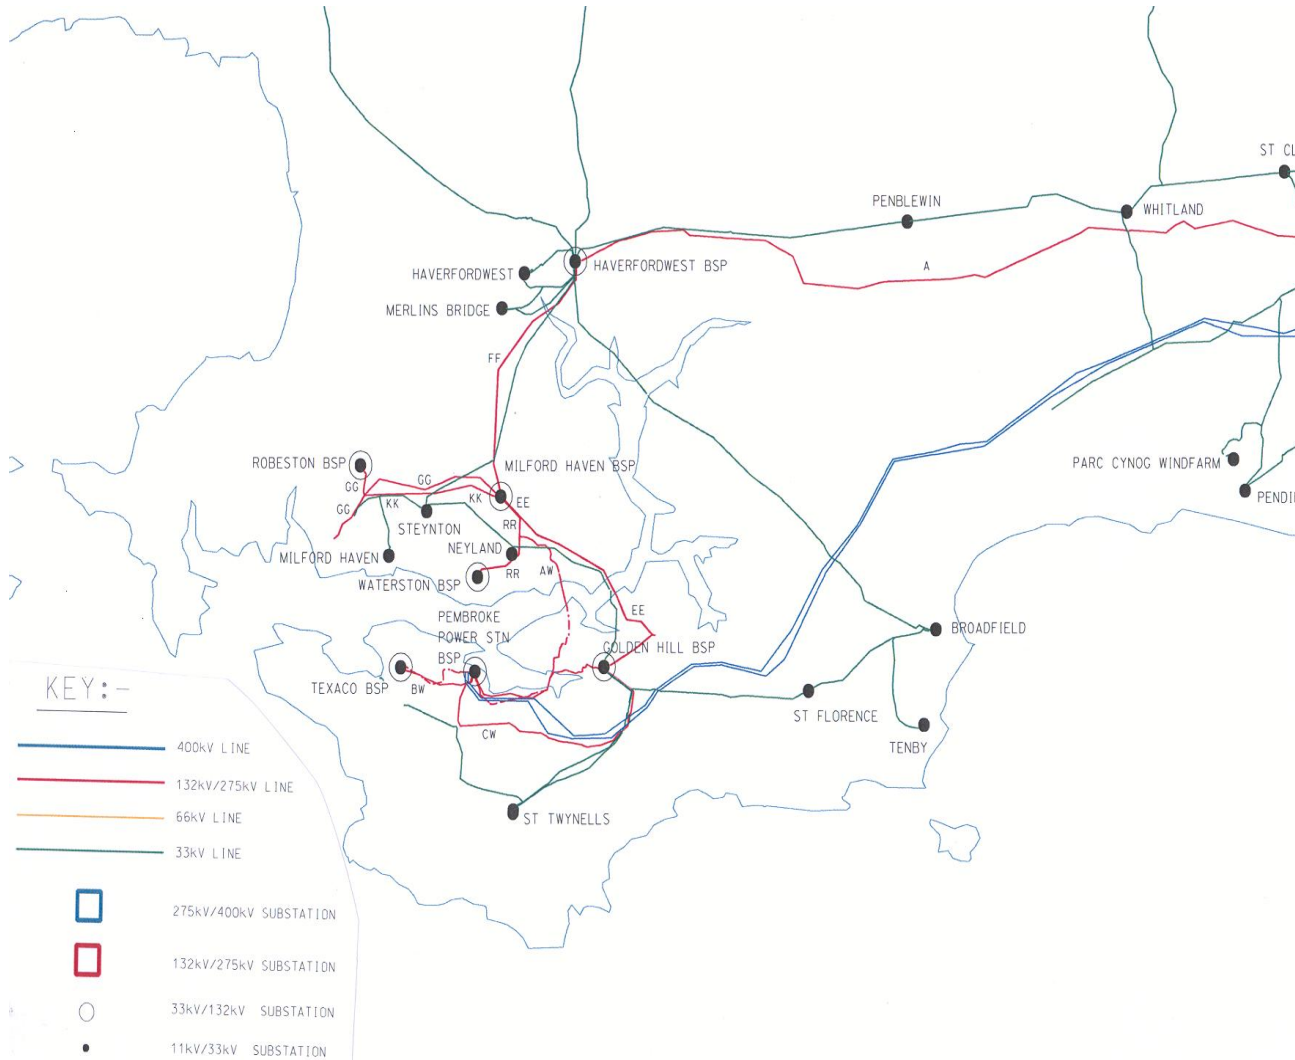 ST CL
PENBLEWIN
WHITLAND
HAVERFORDWEST
HAVERFORDWEST BSP
A
MERLINS BRIDGE
FF
ROBESTON BSP
MILFORD HAVEN BSP
PARC CYNOG WINDFARM
GG
GG
GG
KK
KK
EE
PENDI
STEYNTON
RR
MILFORD HAVEN
NEYLAND
WATERSTON BSP
RR
AW
EE
PEMBROKE
POWER STN
BSP
GOLDEN HILL BSP
BROADFIELD
TEXACO BSP
BW
CW
ST FLORENCE
TENBY
ST TWYNELLS
KEY:-
400kV LINE
132kV/275kV LINE
66kV LINE
33kV LINE
275kV/400kV SUBSTATION
132kV/275kV SUBSTATION
33kV/132kV SUBSTATION
11kV/33kV SUBSTATION